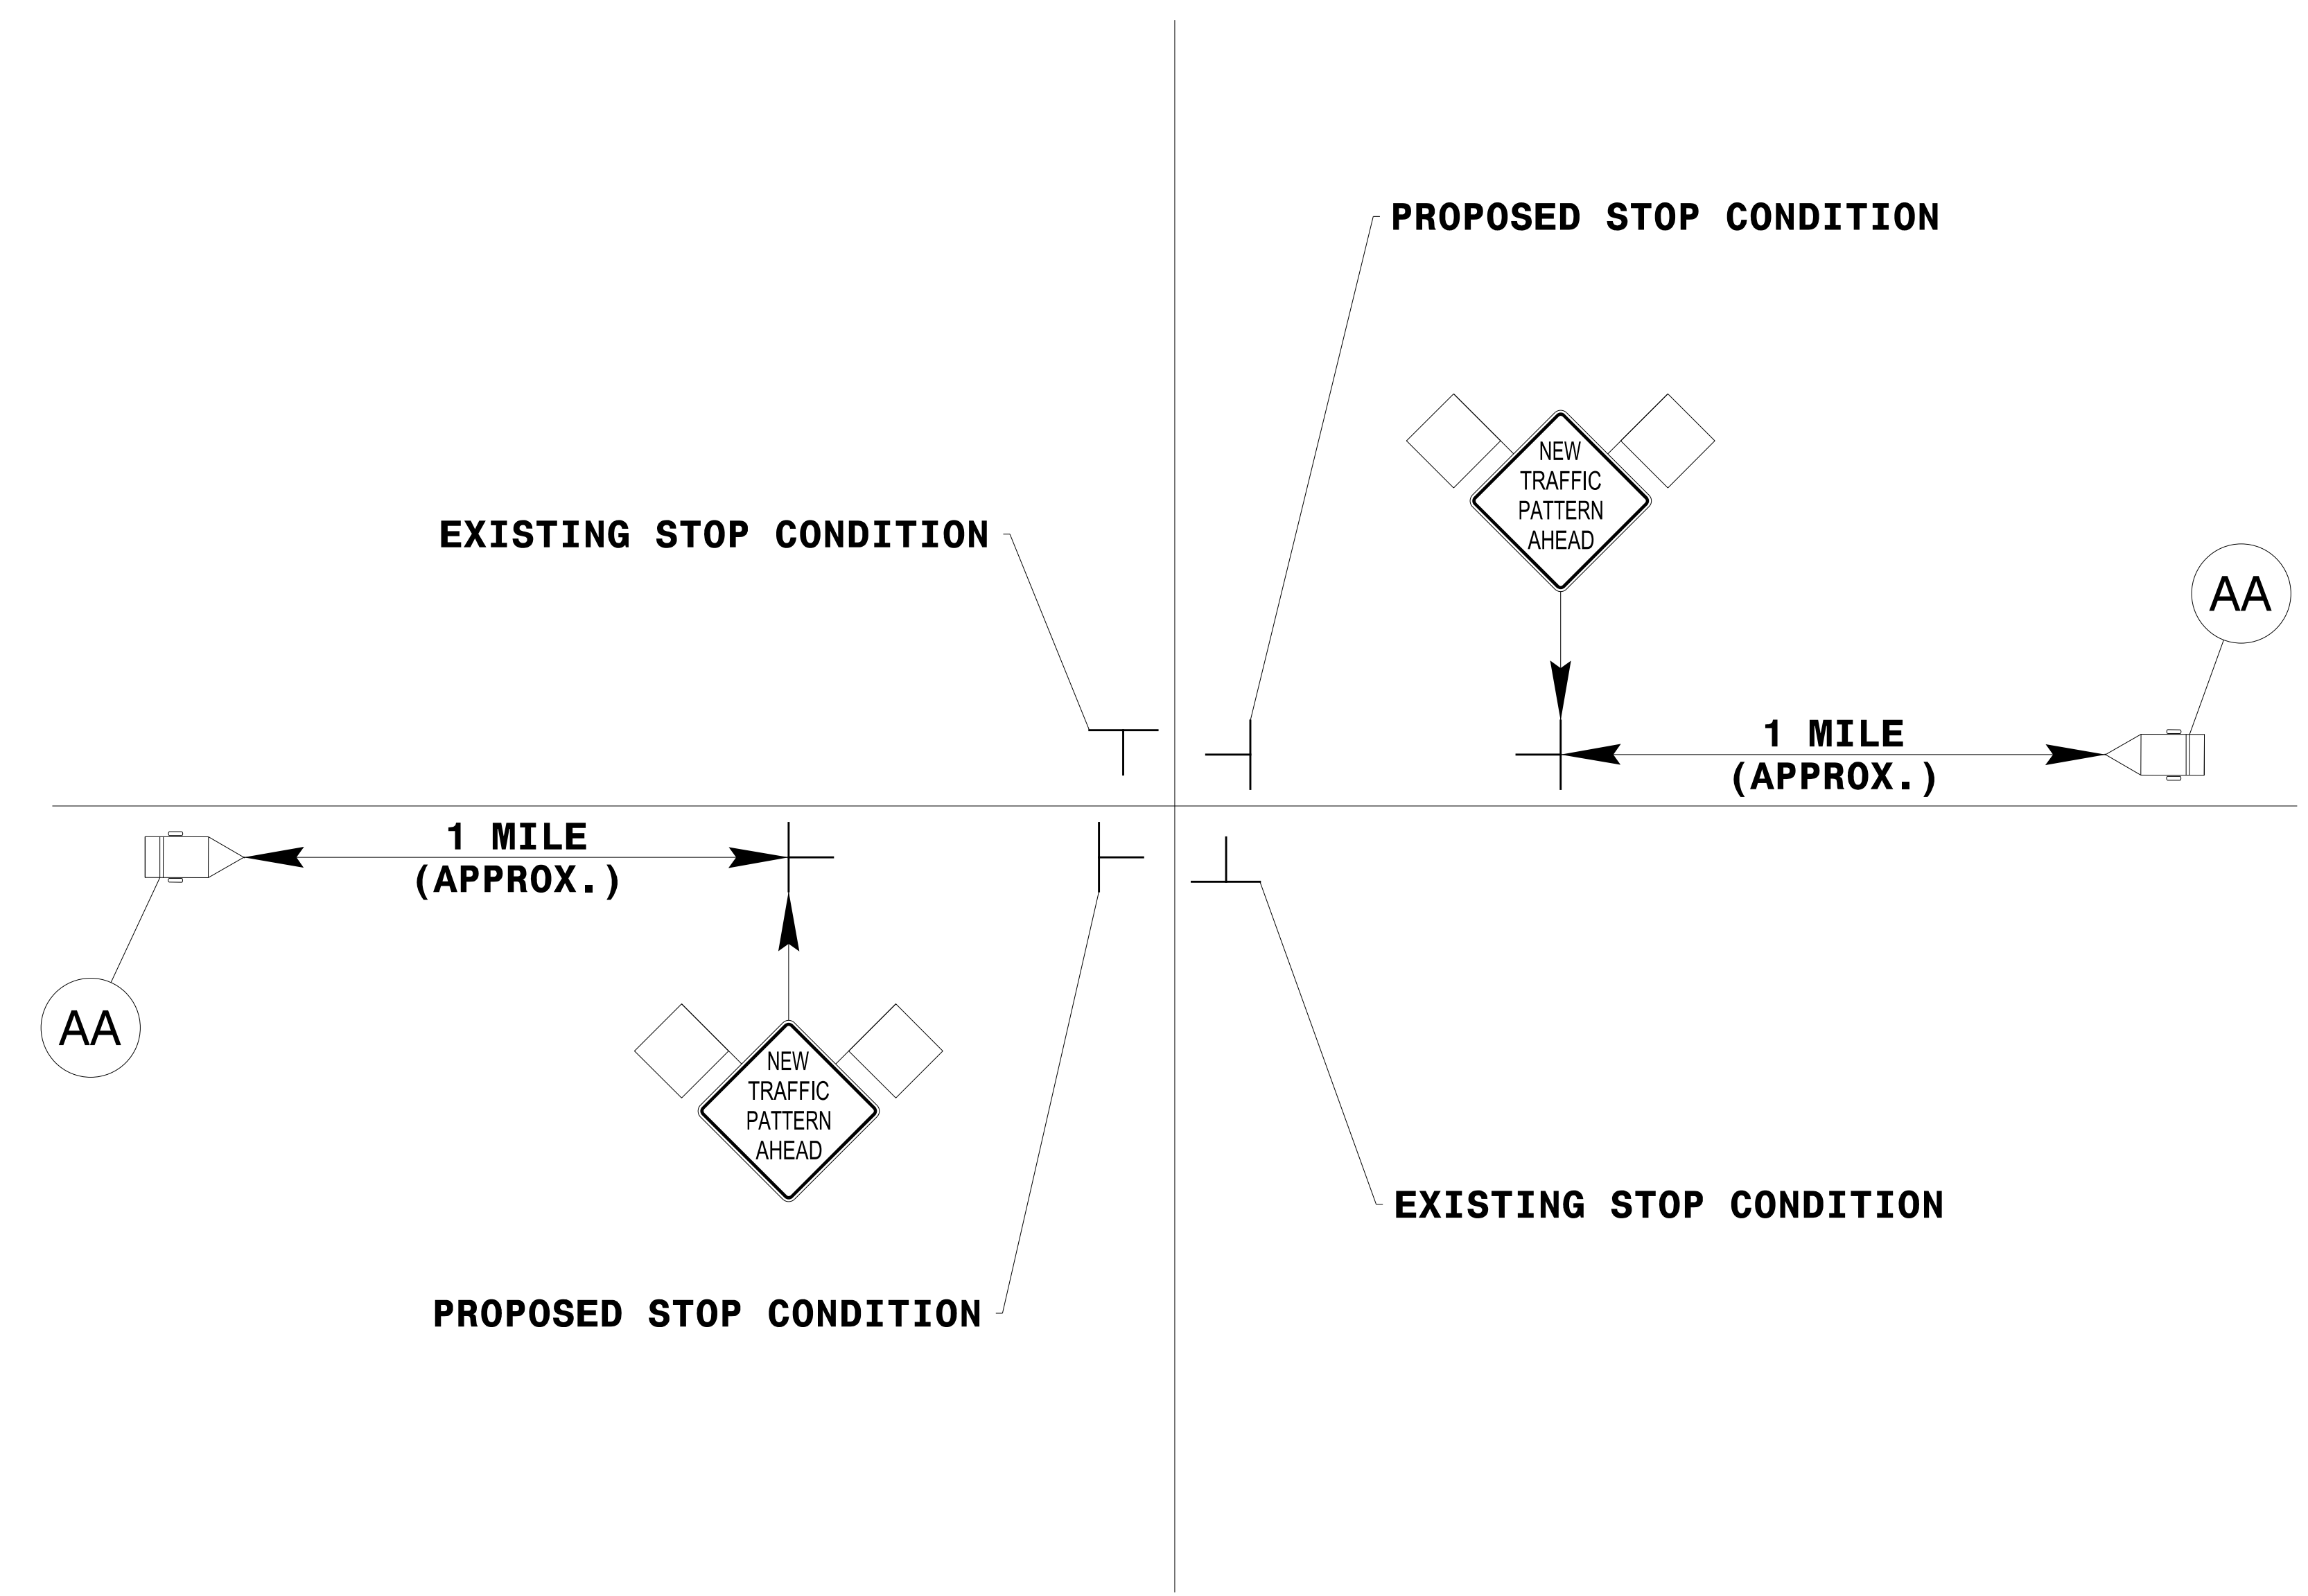 PROPOSED STOP CONDITION
NEW
TRAFFIC
PATTERN
AHEAD
EXISTING STOP CONDITION
AA
1 MILE
(APPROX.)
1 MILE
(APPROX.)
AA
NEW
TRAFFIC
PATTERN
AHEAD
EXISTING STOP CONDITION
PROPOSED STOP CONDITION